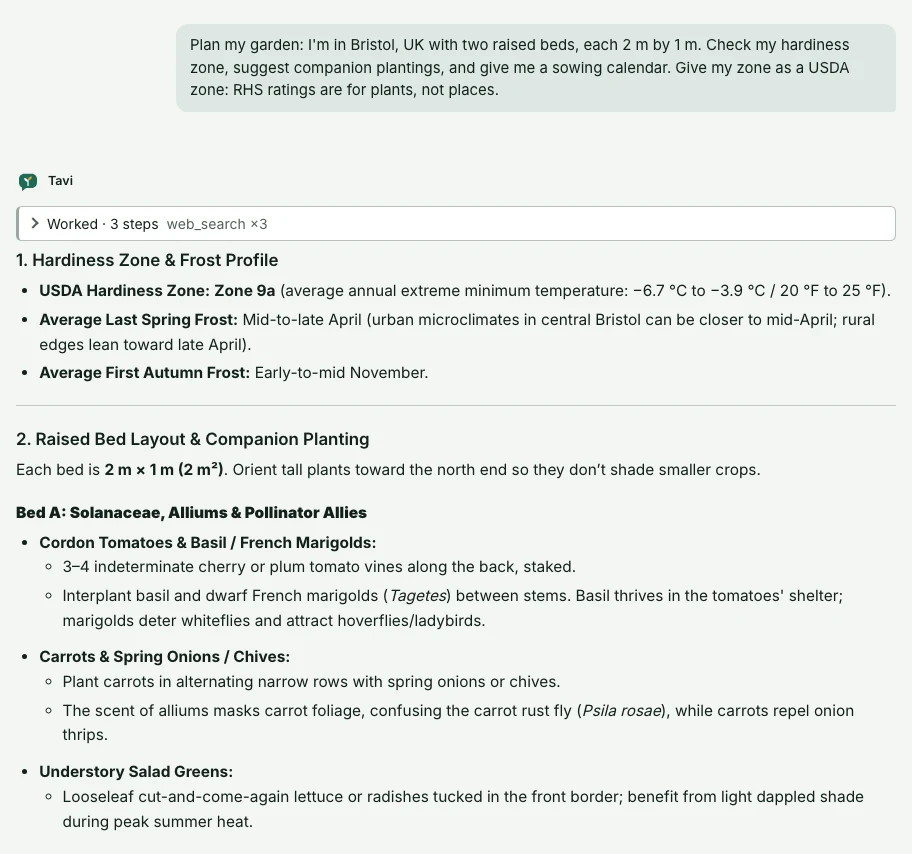 Plan my garden: I'm in Bristol, UK with two raised beds, each 2 m by 1 m. Check my hardiness
zone, suggest companion plantings, and give me a sowing calendar. Give my zone as a USDA
zone: RHS ratings are for plants, not places.
Tavi
Worked · 3 steps web_search ×3
1. Hardiness Zone & Frost Profile
• USDA Hardiness Zone: Zone 9a (average annual extreme minimum temperature: −6.7 °C to −3.9 °C / 20 °F to 25 °F).
• Average Last Spring Frost: Mid-to-late April (urban microclimates in central Bristol can be closer to mid-April; rural
edges lean toward late April).
• Average First Autumn Frost: Early-to-mid November.
2. Raised Bed Layout & Companion Planting
Each bed is 2 m × 1 m (2 m²). Orient tall plants toward the north end so they don’t shade smaller crops.
Bed A: Solanaceae, Alliums & Pollinator Allies
• Cordon Tomatoes & Basil / French Marigolds:
◦ 3–4 indeterminate cherry or plum tomato vines along the back, staked.
◦ Interplant basil and dwarf French marigolds (Tagetes) between stems. Basil thrives in the tomatoes' shelter;
marigolds deter whiteflies and attract hoverflies/ladybirds.
• Carrots & Spring Onions / Chives:
◦ Plant carrots in alternating narrow rows with spring onions or chives.
◦ The scent of alliums masks carrot foliage, confusing the carrot rust fly (Psila rosae), while carrots repel onion
thrips.
• Understory Salad Greens:
◦ Looseleaf cut-and-come-again lettuce or radishes tucked in the front border; benefit from light dappled shade
during peak summer heat.